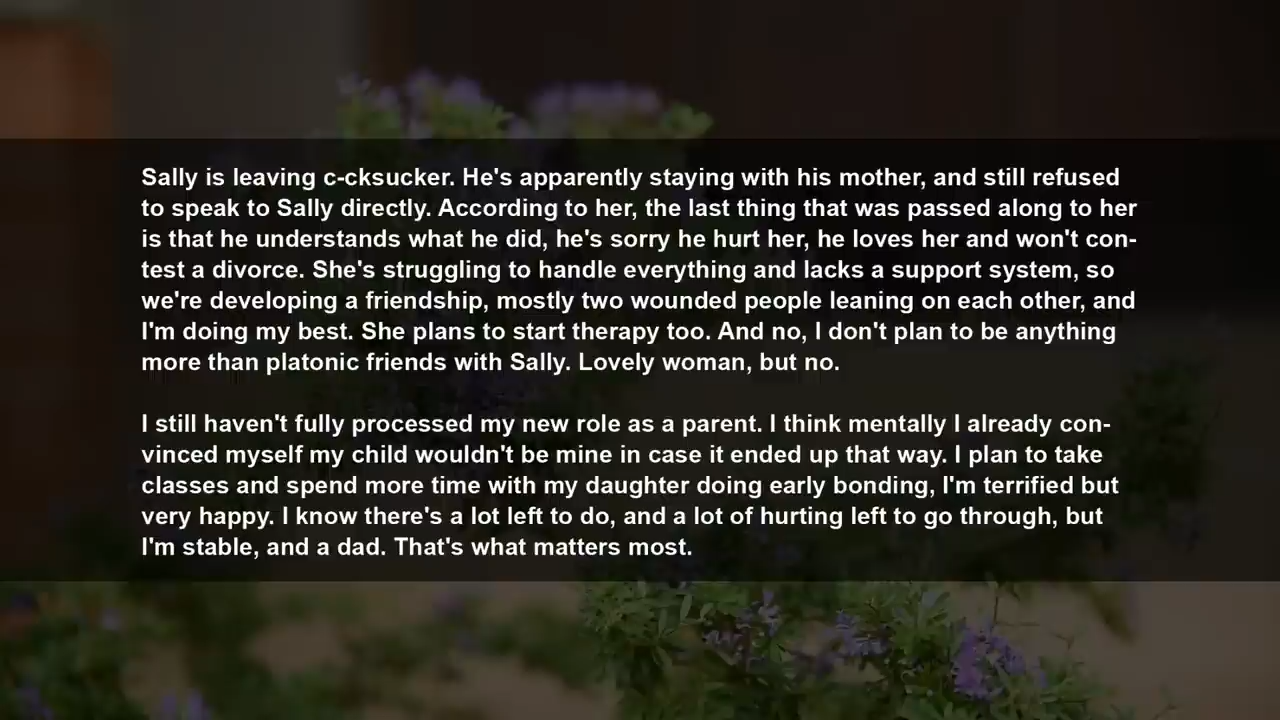 Sally is leaving c-cksucker. He's apparently staying with his mother, and still refused
to speak to Sally directly. According to her, the last thing that was passed along to her
is that he understands what he did, he's sorry he hurt her, he loves her and won't con-
test a divorce. She's struggling to handle everything and lacks a support system, so
we're developing a friendship, mostly two wounded people leaning on each other, and
I'm doing my best. She plans to start therapy too. And no, I don't plan to be anything
more than platonic friends with Sally. Lovely woman, but no.
I still haven't fully processed my new role as a parent. I think mentally I already con-
vinced myself my child wouldn't be mine in case it ended up that way. I plan to take
classes and spend more time with my daughter doing early bonding, I'm terrified but
very happy. I know there's a lot left to do, and a lot of hurting left to go through, but
I'm stable, and a dad. That's what matters most.